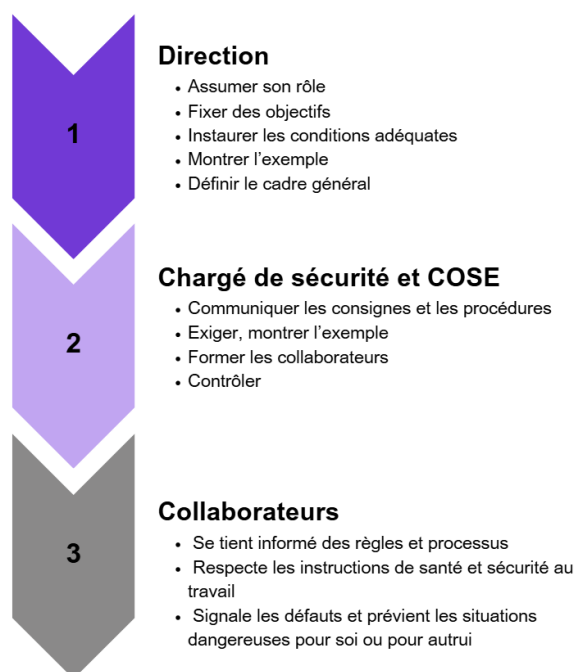 1
Direction
• Assumer son rôle
• Fixer des objectifs
• Instaurer les conditions adéquates
• Montrer l’exemple
• Définir le cadre général
2
Chargé de sécurité et COSE
• Communiquer les consignes et les procédures
• Exiger, montrer l’exemple
• Former les collaborateurs
• Contrôler
3
Collaborateurs
• Se tient informé des règles et processus
• Respecte les instructions de santé et sécurité au
travail
• Signale les défauts et prévient les situations
dangereuses pour soi ou pour autrui